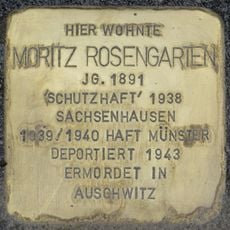 HIER WOHNTE
MORITZ ROSENGARTEN
JG. 1891
'SCHUTZHAFT' 1938
SACHSENHAUSEN
1939/1940 HAFT MÜNSTER
DEPORTIERT 1943
ERMORDET IN
AUSCHWITZ